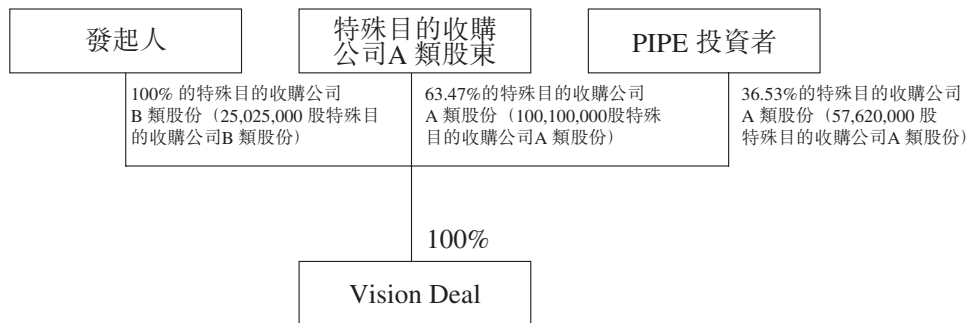 發起人
特殊目的收購
公司A 類股東
PIPE 投資者
100% 的特殊目的收購公司
B 類股份（25,025,000 股特殊目
的收購公司B 類股份）
63.47%的特殊目的收購公司
A 類股份（100,100,000股特殊
目的收購公司A 類股份）
36.53%的特殊目的收購公司
A 類股份（57,620,000 股
特殊目的收購公司A 類股份）
100%
Vision Deal